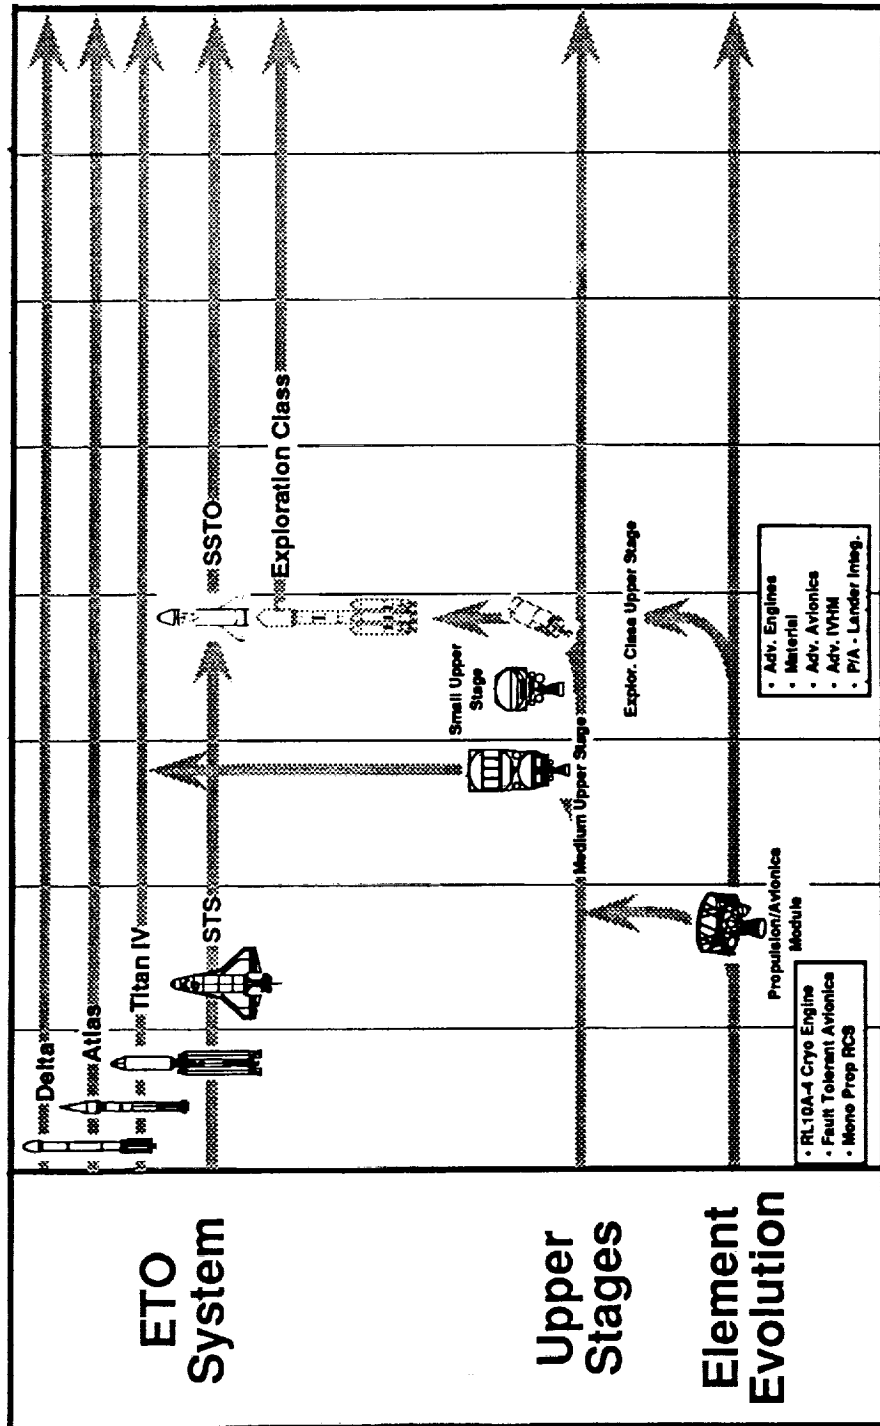 ETO
System
Delta
Atlas
Titan IV
STS
SSTO
Exploration Class
Upper
Stages
Small Upper
Stage
Medium Upper Stage
Explor. Class Upper Stage
Element
Evolution
Propulsion/Avionics
Module
• RL10A-4 Cryo Engine
• Fault Tolerant Avionics
• Mono Prop RCS
• Adv. Engines
• Material
• Adv. Avionics
• Adv. IVHM
• P/A - Lander Integ.